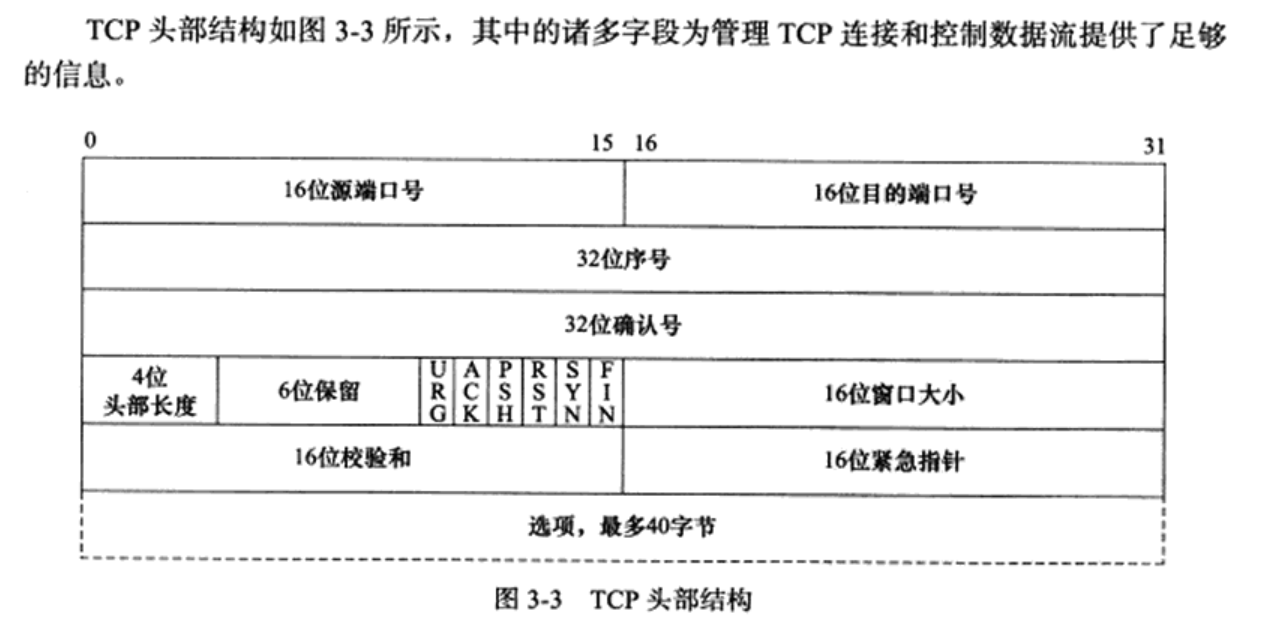 TCP 头部结构如图 3-3 所示，其中的诸多字段为管理 TCP 连接和控制数据流提供了足够
的信息。
0 15 16 31
16位源端口号 16位目的端口号
32位序号
32位确认号
4位
头部长度 6位保留 URG ACK PSH RST SYN FIN 16位窗口大小
16位校验和 16位紧急指针
选项，最多40字节
图 3-3 TCP 头部结构